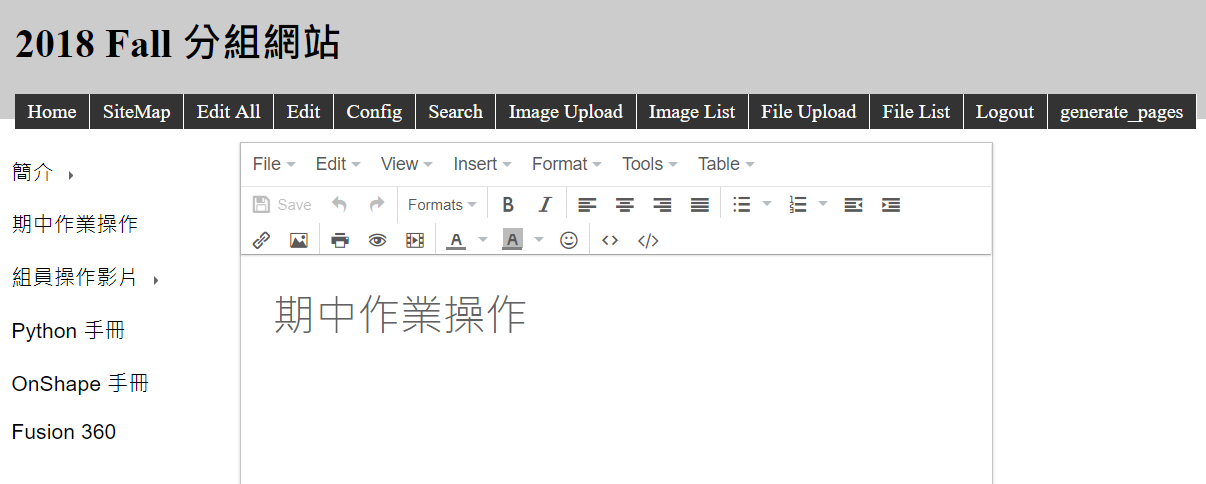 2018 Fall 分組網站
Home SiteMap Edit All Edit Config Search Image Upload Image List File Upload File List Logout generate_pages
簡介
期中作業操作
組員操作影片
Python 手冊
OnShape 手冊
Fusion 360
File Edit View Insert Format Tools Table
Save Formats B I
A A
期中作業操作